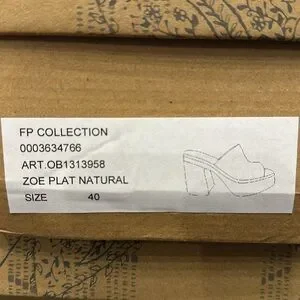 FP COLLECTION
0003634766
ART.OB1313958
ZOE PLAT NATURAL
SIZE 40